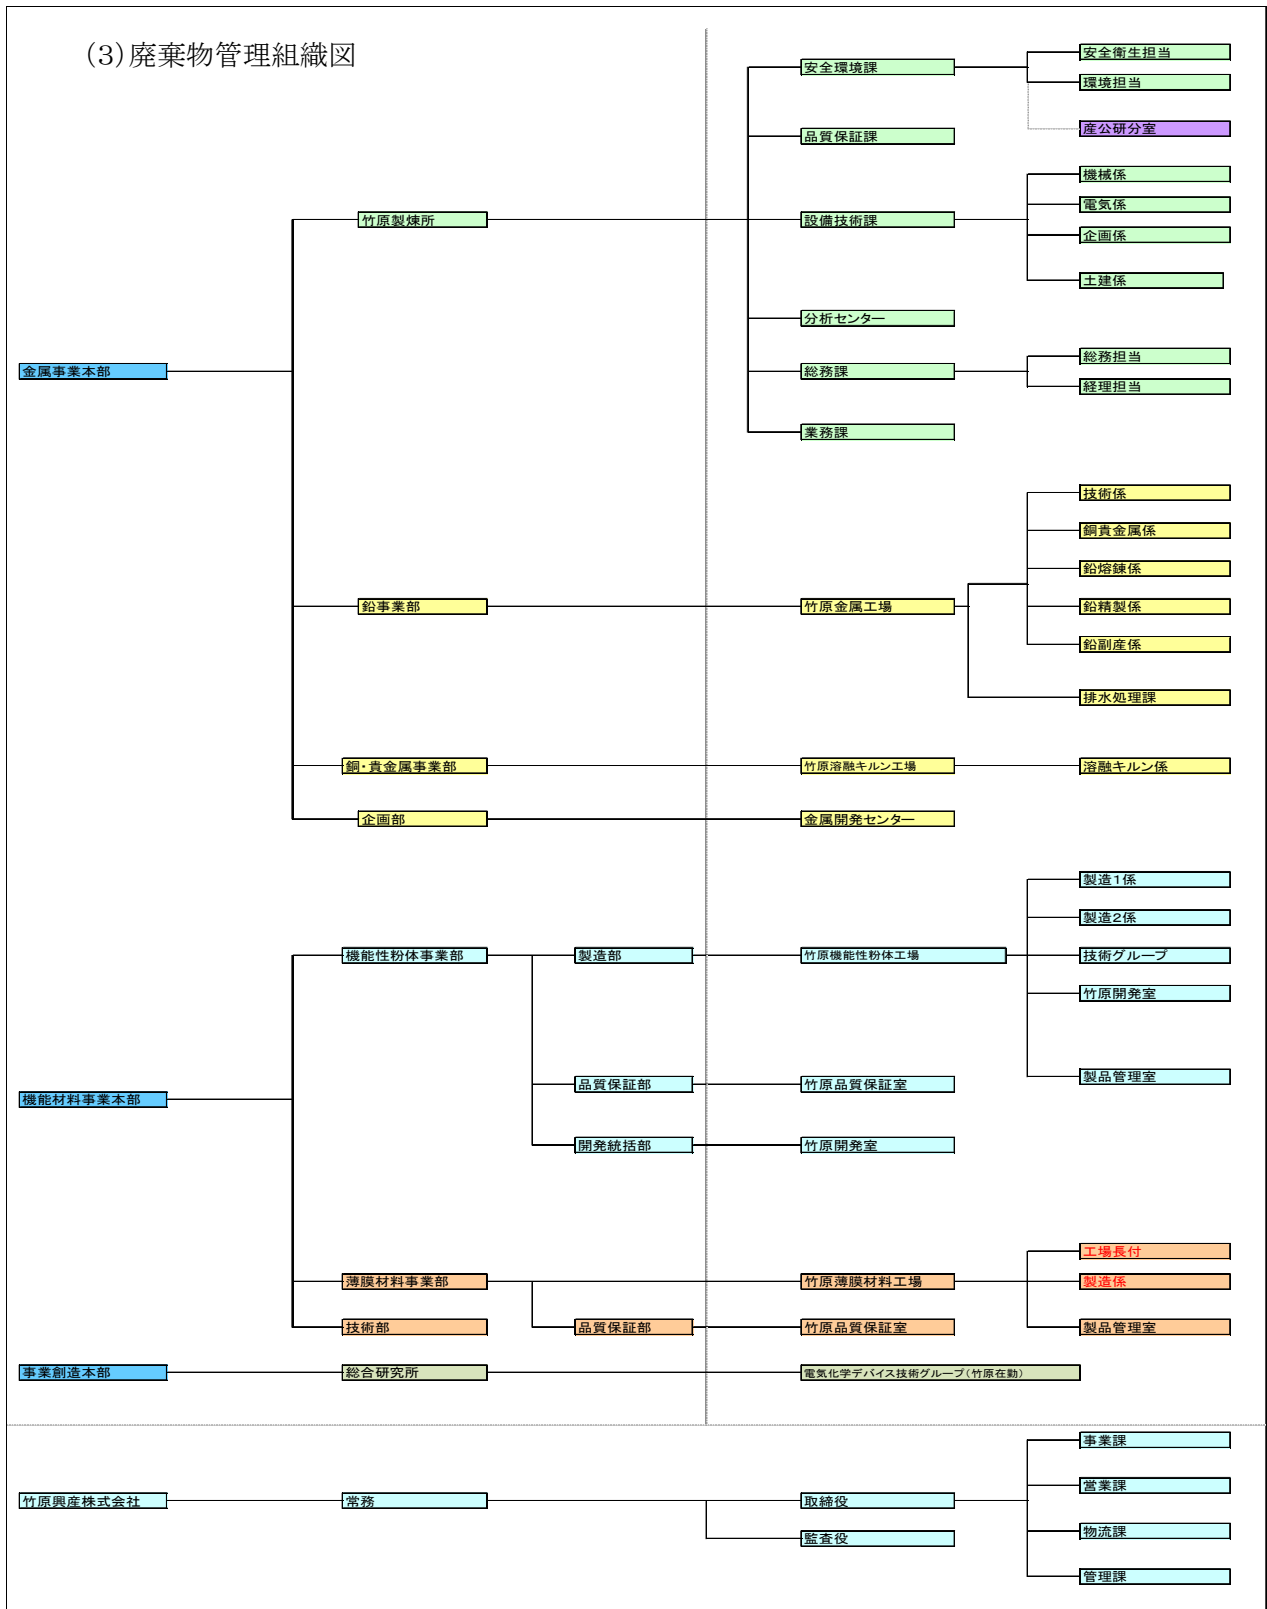 (3)廃棄物管理組織図
安全衛生担当
安全環境課
環境担当
産公研分室
品質保証課
機械係
電気係
竹原製煉所
設備技術課
企画係
土建係
分析センター
総務担当
金属事業本部
総務課
経理担当
業務課
技術係
銅貴金属係
鉛熔錬係
鉛事業部
竹原金属工場
鉛精製係
鉛副産係
排水処理課
銅・貴金属事業部
竹原溶融キルン工場
溶融キルン係
企画部
金属開発センター
製造1係
製造2係
機能性粉体事業部
製造部
竹原機能性粉体工場
技術グループ
竹原開発室
製品管理室
品質保証部
竹原品質保証室
機能材料事業本部
開発統括部
竹原開発室
工場長付
薄膜材料事業部
竹原薄膜材料工場
製造係
技術部
品質保証部
竹原品質保証室
製品管理室
事業創造本部
総合研究所
電気化学デバイス技術グループ(竹原在勤)
事業課
営業課
竹原興産株式会社
常務
取締役
物流課
監査役
管理課